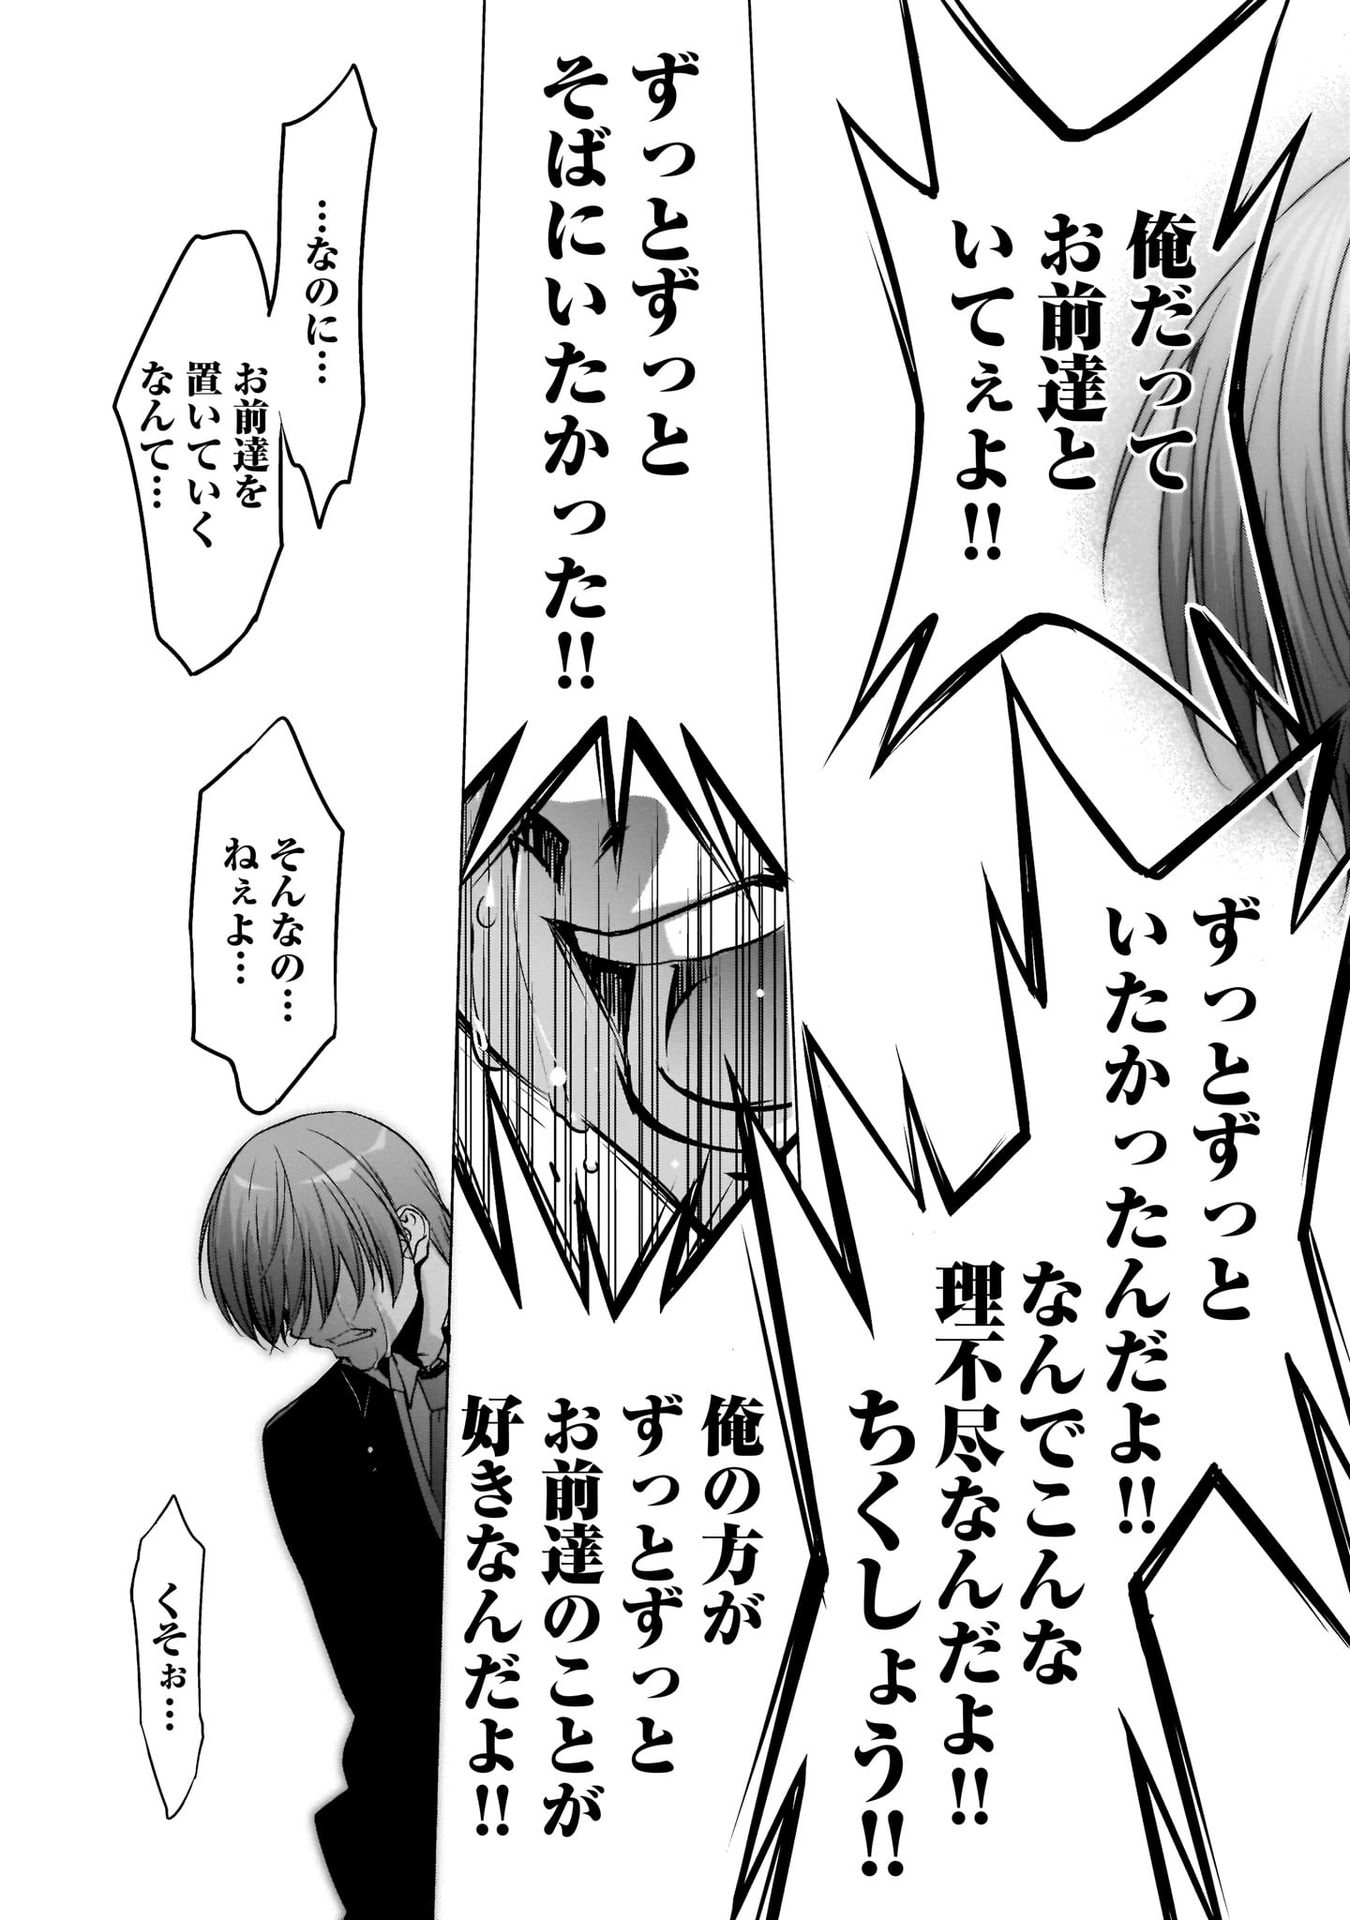 俺だって
お前達と
いてぇよ!!
ずっとずっと
いたかったんだよ!!
なんでこんな
理不尽なんだよ!!
ちくしょう!!
ずっとずっと
そばにいたかった!!
俺の方が
ずっとずっと
お前達のことが
好きなんだよ!!
…なのに…
お前達を
置いていく
なんて…
そんなの…
ねぇよ…
くそぉ…